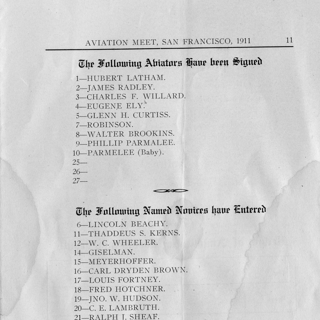 AVIATION MEET, SAN FRANCISCO, 1911 11
The Following Aviators Have been Signed
1—HUBERT LATHAM.
2—JAMES RADLEY.
3—CHARLES F. WILLARD.
4—EUGENE ELY.
5—GLENN H. CURTISS.
7—ROBINSON.
8—WALTER BROOKINS.
9—PHILLIP PARMALEE.
10—PARMELEE (Baby).
25—
26—
27—
The Following Named Novices have Entered
6—LINCOLN BEACHY.
11—THADDEUS S. KERNS.
12—W. C. WHEELER.
14—GISELMAN.
15—MEYERHOFFER.
16—CARL DRYDEN BROWN.
17—LOUIS FORTNEY.
18—FRED HOTCHNER.
19—JNO. W. HUDSON.
20—C. E. LAMBRUTH.
21—RALPH J. SHEAF.